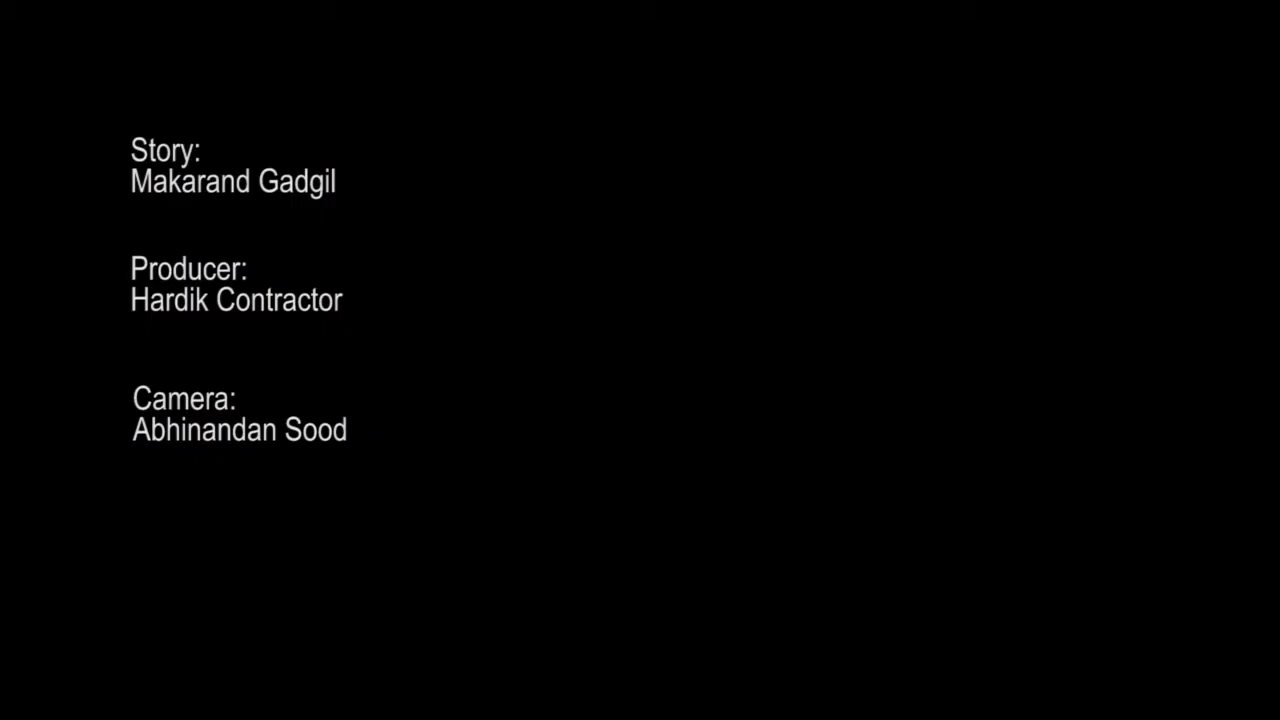 Story:
Makarand Gadgil
Producer:
Hardik Contractor
Camera:
Abhinandan Sood